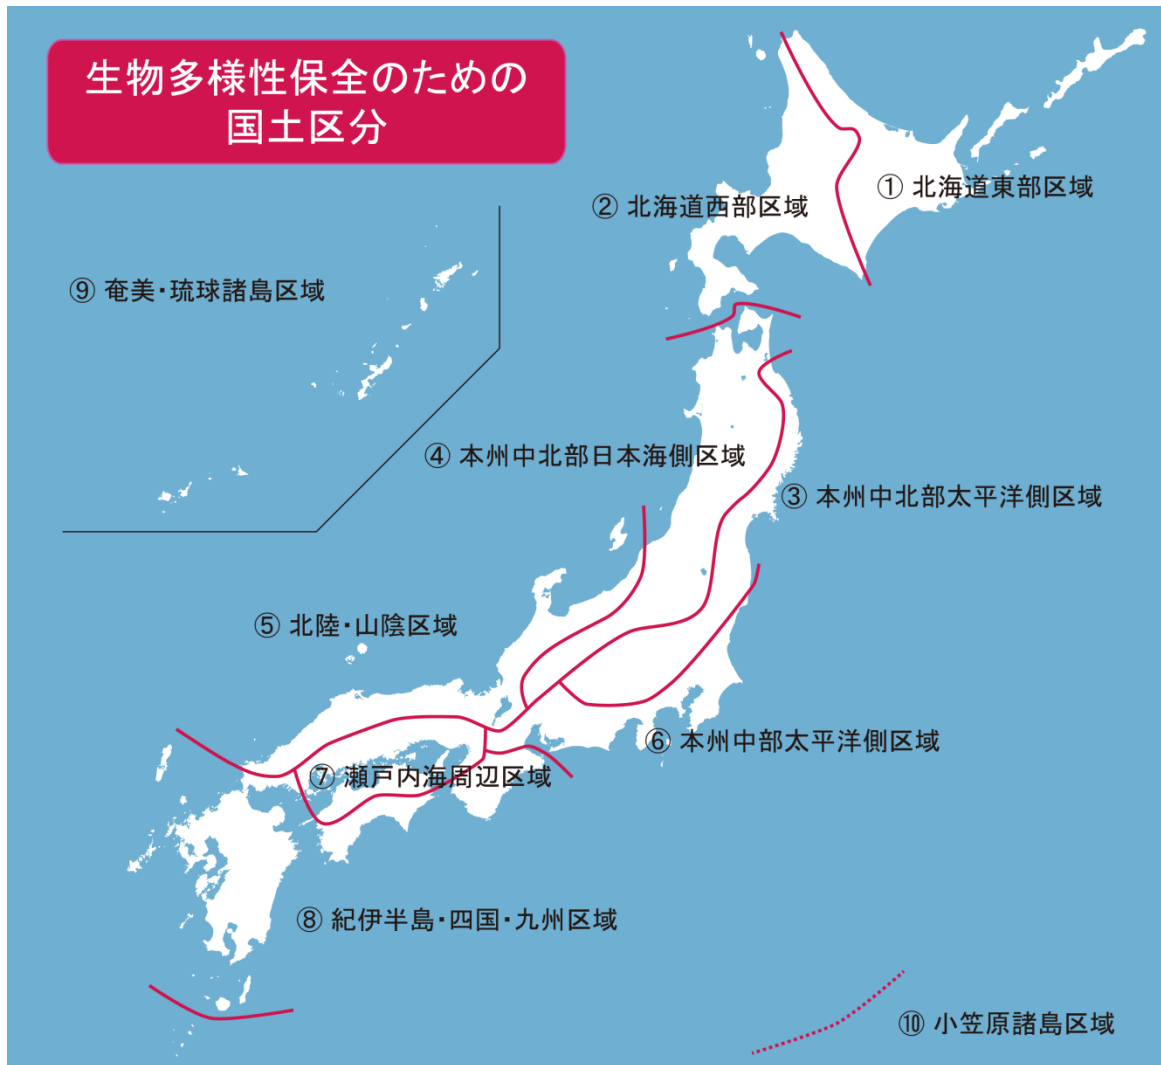 生物多様性保全のための
国土区分
① 北海道東部区域
② 北海道西部区域
⑨ 奄美・琉球諸島区域
④ 本州中北部日本海側区域
③ 本州中北部太平洋側区域
⑤ 北陸・山陰区域
⑥ 本州中部太平洋側区域
⑦ 瀬戸内海周辺区域
⑧ 紀伊半島・四国・九州区域
⑩ 小笠原諸島区域